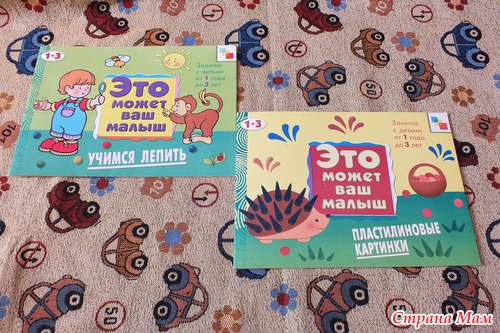 1-3
Это
может
ваш
малыш
Занятия
с детьми
от 1 года
до 3 лет
УЧИМСЯ ЛЕПИТЬ
1-3
Это
может
ваш
малыш
Занятия
с детьми
от 1 года
до 3 лет
ПЛАСТИЛИНОВЫЕ
КАРТИНКИ
Страна Мам